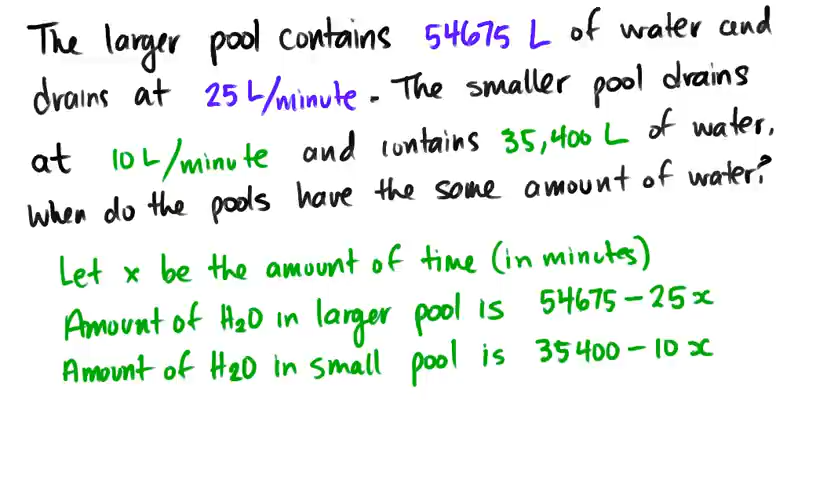 The larger pool contains 54675 L of water and
drains at 25 L/minute. The smaller pool drains
at 10 L/minute and contains 35,400 L of water.
When do the pools have the same amount of water?
Let x be the amount of time (in minutes)
Amount of H2O in larger pool is 54675 - 25x
Amount of H2O in small pool is 35400 - 10x